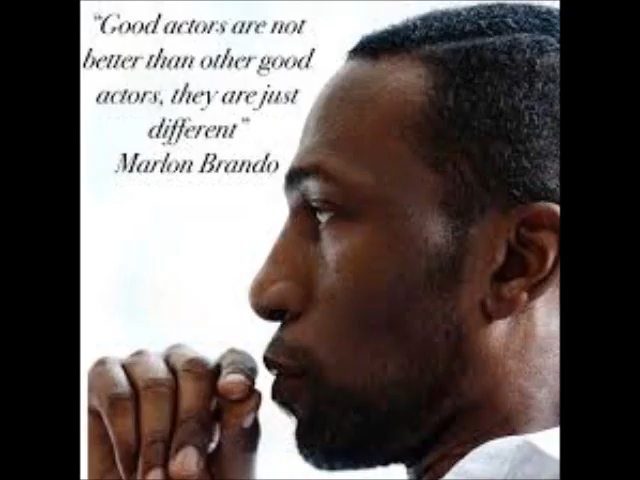 "Good actors are not
better than other good
actors, they are just
different"
Marlon Brando